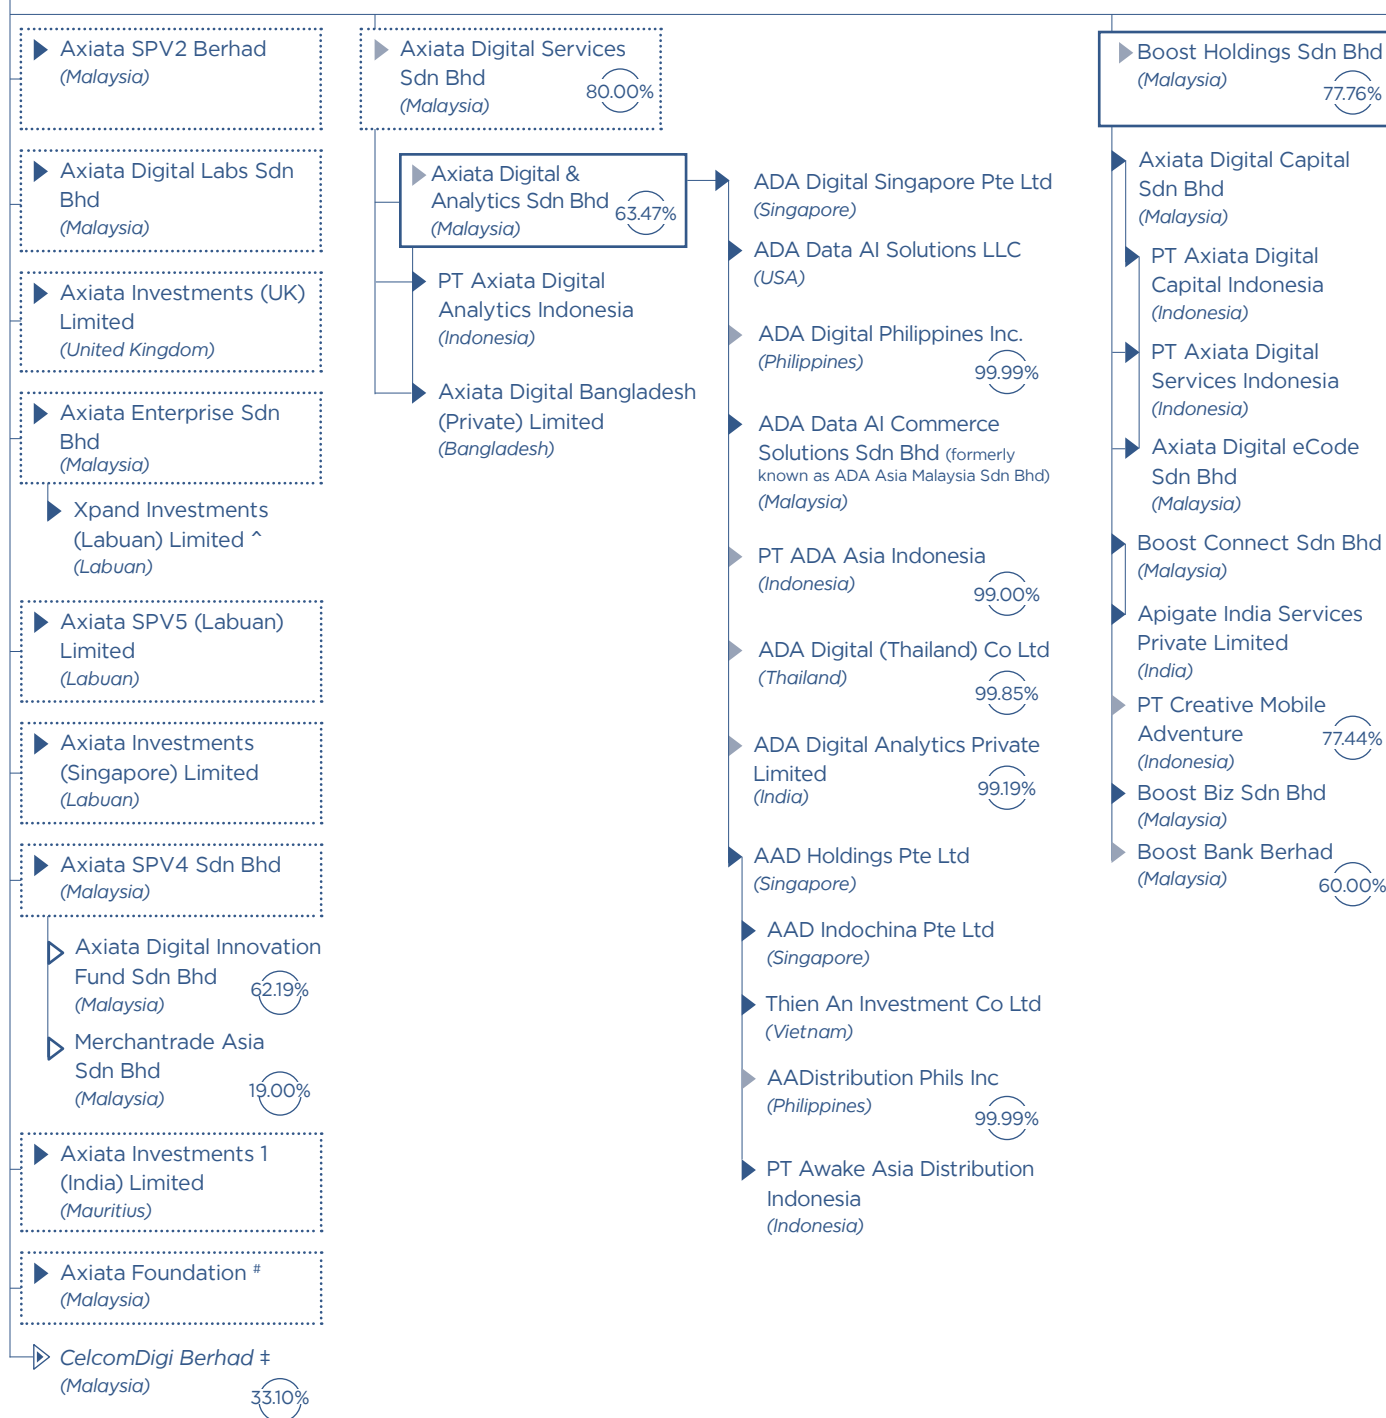 Axiata SPV2 Berhad
(Malaysia)
Axiata Digital Labs Sdn
Bhd
(Malaysia)
Axiata Investments (UK)
Limited
(United Kingdom)
Axiata Enterprise Sdn
Bhd
(Malaysia)
Xpand Investments
(Labuan) Limited ^
(Labuan)
Axiata SPV5 (Labuan)
Limited
(Labuan)
Axiata Investments
(Singapore) Limited
(Labuan)
Axiata SPV4 Sdn Bhd
(Malaysia)
Axiata Digital Innovation
Fund Sdn Bhd
(Malaysia)
62.19%
Merchantrade Asia
Sdn Bhd
(Malaysia)
19.00%
Axiata Investments 1
(India) Limited
(Mauritius)
Axiata Foundation #
(Malaysia)
CelcomDigi Berhad ‡
(Malaysia)
33.10%
Axiata Digital Services
Sdn Bhd
(Malaysia)
80.00%
Axiata Digital &
Analytics Sdn Bhd
(Malaysia)
63.47%
PT Axiata Digital
Analytics Indonesia
(Indonesia)
Axiata Digital Bangladesh
(Private) Limited
(Bangladesh)
ADA Digital Singapore Pte Ltd
(Singapore)
ADA Data AI Solutions LLC
(USA)
ADA Digital Philippines Inc.
(Philippines)
99.99%
ADA Data AI Commerce
Solutions Sdn Bhd (formerly
known as ADA Asia Malaysia Sdn Bhd)
(Malaysia)
PT ADA Asia Indonesia
(Indonesia)
99.00%
ADA Digital (Thailand) Co Ltd
(Thailand)
99.85%
ADA Digital Analytics Private
Limited
(India)
99.19%
AAD Holdings Pte Ltd
(Singapore)
AAD Indochina Pte Ltd
(Singapore)
Thien An Investment Co Ltd
(Vietnam)
AADistribution Phils Inc
(Philippines)
99.99%
PT Awake Asia Distribution
Indonesia
(Indonesia)
Boost Holdings Sdn Bhd
(Malaysia)
77.76%
Axiata Digital Capital
Sdn Bhd
(Malaysia)
PT Axiata Digital
Capital Indonesia
(Indonesia)
PT Axiata Digital
Services Indonesia
(Indonesia)
Axiata Digital eCode
Sdn Bhd
(Malaysia)
Boost Connect Sdn Bhd
(Malaysia)
Apigate India Services
Private Limited
(India)
PT Creative Mobile
Adventure
(Indonesia)
77.44%
Boost Biz Sdn Bhd
(Malaysia)
Boost Bank Berhad
(Malaysia)
60.00%